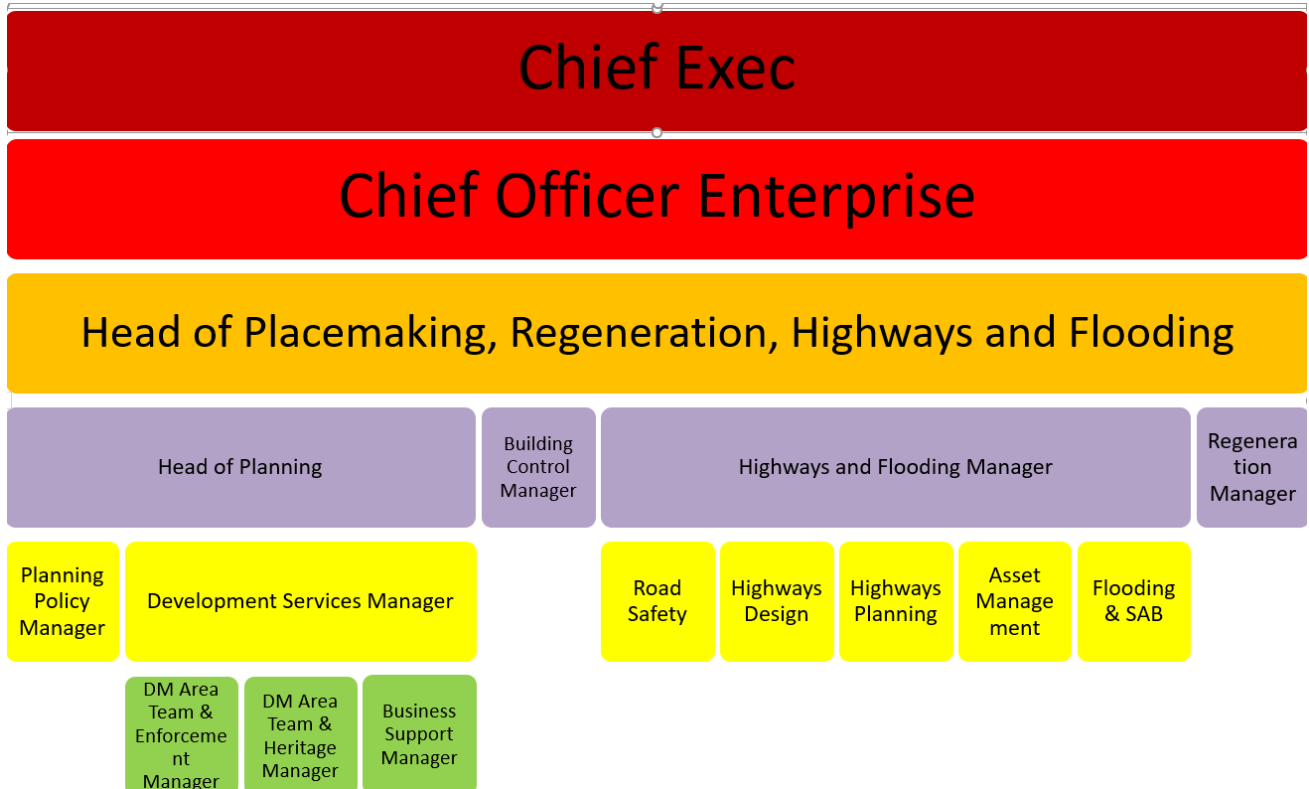 Chief Exec
Chief Officer Enterprise
Head of Placemaking, Regeneration, Highways and Flooding
Head of Planning
Building
Control
Manager
Highways and Flooding Manager
Regenera
tion
Manager
Planning
Policy
Manager
Development Services Manager
Road
Safety
Highways
Design
Highways
Planning
Asset
Manage
ment
Flooding
& SAB
DM Area
Team &
Enforceme
nt
Manager
DM Area
Team &
Heritage
Manager
Business
Support
Manager